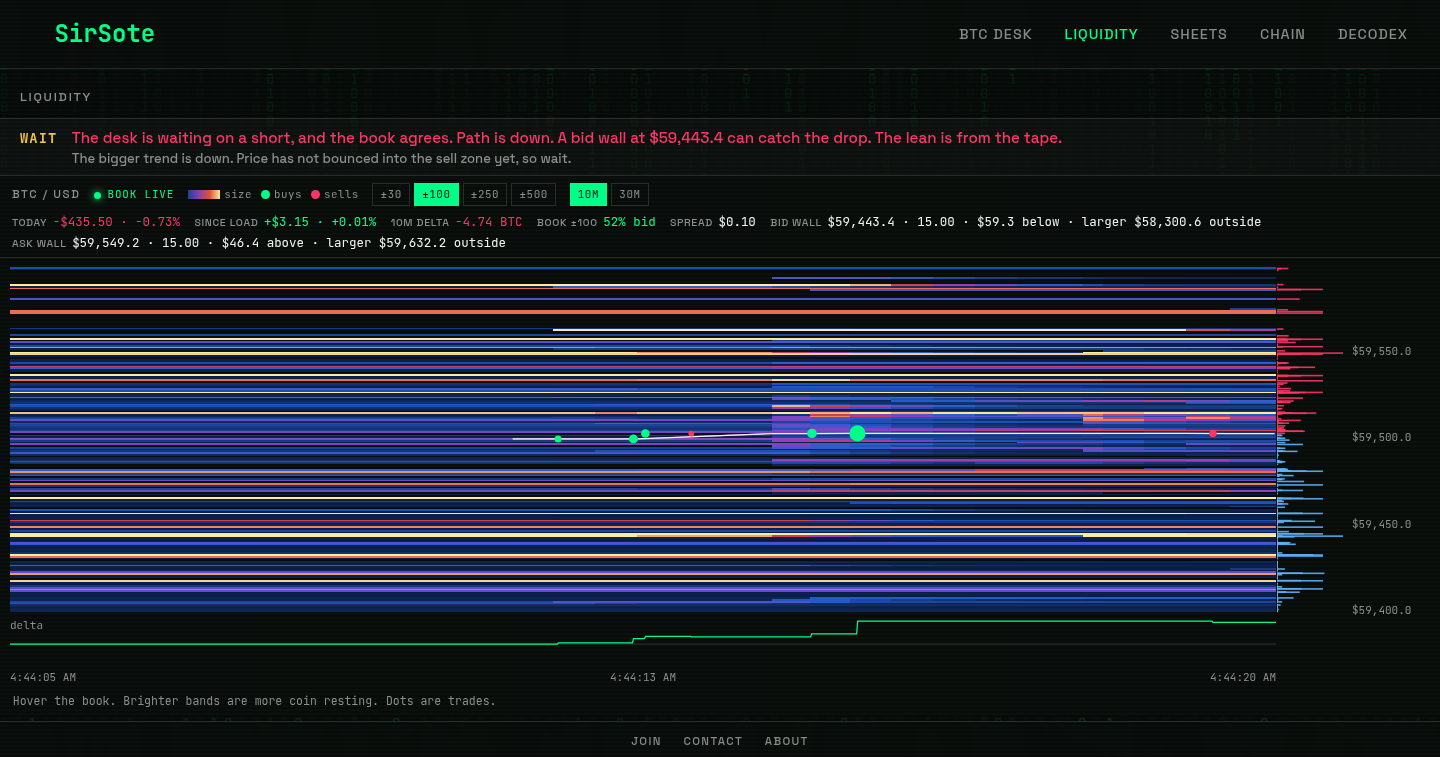 SirSote
BTC DESK LIQUIDITY SHEETS CHAIN DECODEX
LIQUIDITY
WAIT The desk is waiting on a short, and the book agrees. Path is down. A bid wall at $59,443.4 can catch the drop. The lean is from the tape.
The bigger trend is down. Price has not bounced into the sell zone yet, so wait.
BTC / USD BOOK LIVE size buys sells ±30 ±100 ±250 ±500 10M 30M
TODAY -$435.50 · -0.73% SINCE LOAD +$3.15 · +0.01% 10M DELTA -4.74 BTC BOOK ±100 52% bid SPREAD $0.10 BID WALL $59,443.4 · 15.00 · $59.3 below · larger $58,300.6 outside
ASK WALL $59,549.2 · 15.00 · $46.4 above · larger $59,632.2 outside
$59,550.0
$59,500.0
$59,450.0
$59,400.0
delta
4:44:05 AM 4:44:13 AM 4:44:20 AM
Hover the book. Brighter bands are more coin resting. Dots are trades.
JOIN CONTACT ABOUT